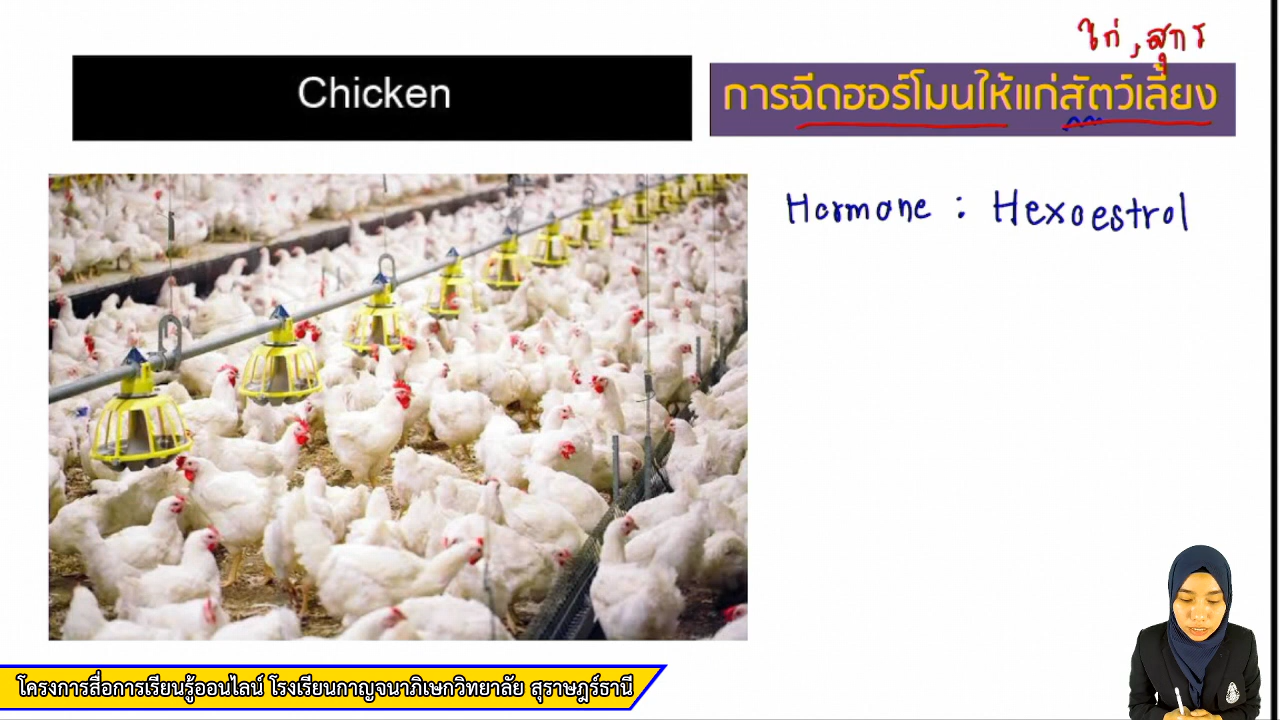 ไก่ , สุกร
Chicken
การฉีดฮอร์โมนให้แก่สัตว์เลี้ยง
Hormone : Hexoestrol
โครงการสื่อการเรียนรู้ออนไลน์ โรงเรียนกาญจนาภิเษกวิทยาลัย สุราษฎร์ธานี